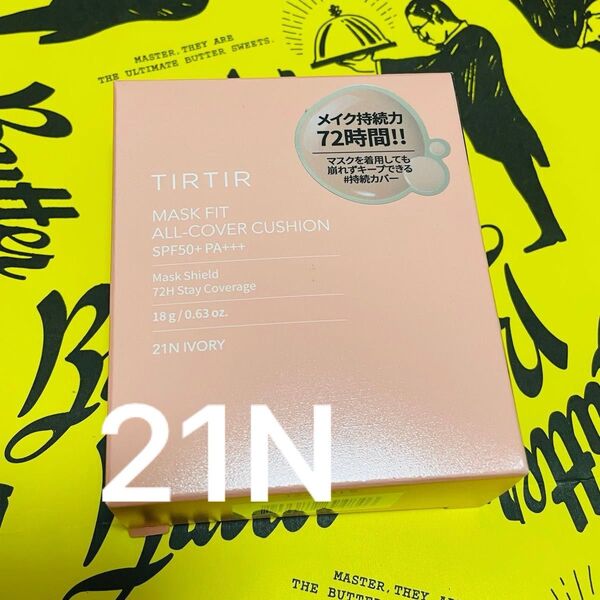 MASTER, THEY ARE
THE ULTIMATE BUTTER SWEETS.
Butter
メイク持続力
72時間!!
マスクを着用しても
崩れずキープできる
#持続カバー
TIRTIR
MASK FIT
ALL-COVER CUSHION
SPF50+ PA+++
Mask Shield
72H Stay Coverage
18 g / 0.63 oz.
21N IVORY
21N
Butter
MASTER, THEY ARE
THE BUTTER